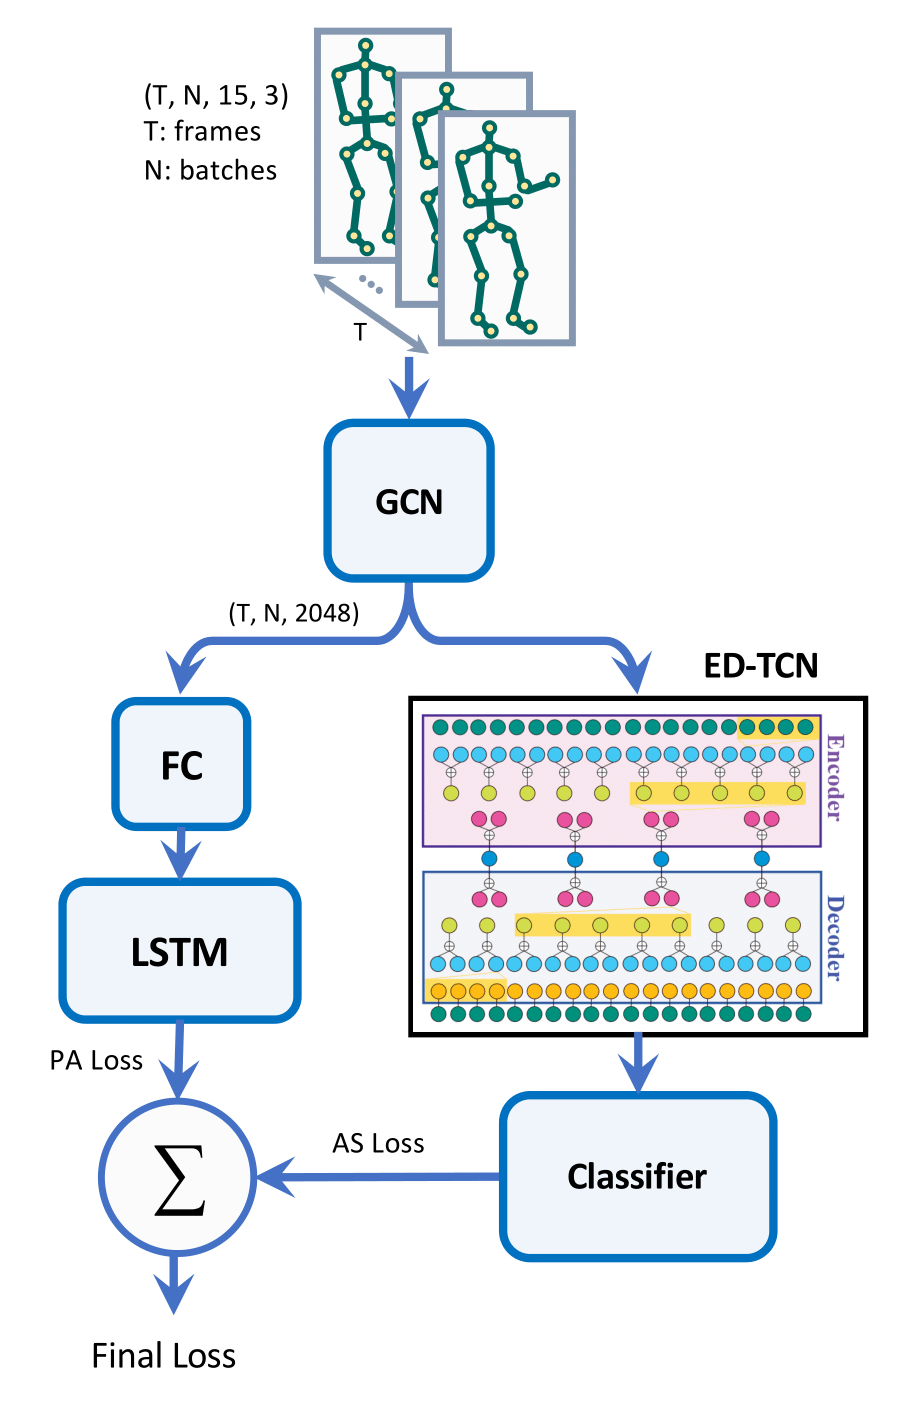 (T, N, 15, 3)
T: frames
N: batches
T
GCN
(T, N, 2048)
ED-TCN
FC
Encoder
LSTM
Decoder
PA Loss
AS Loss
∑
Classifier
Final Loss